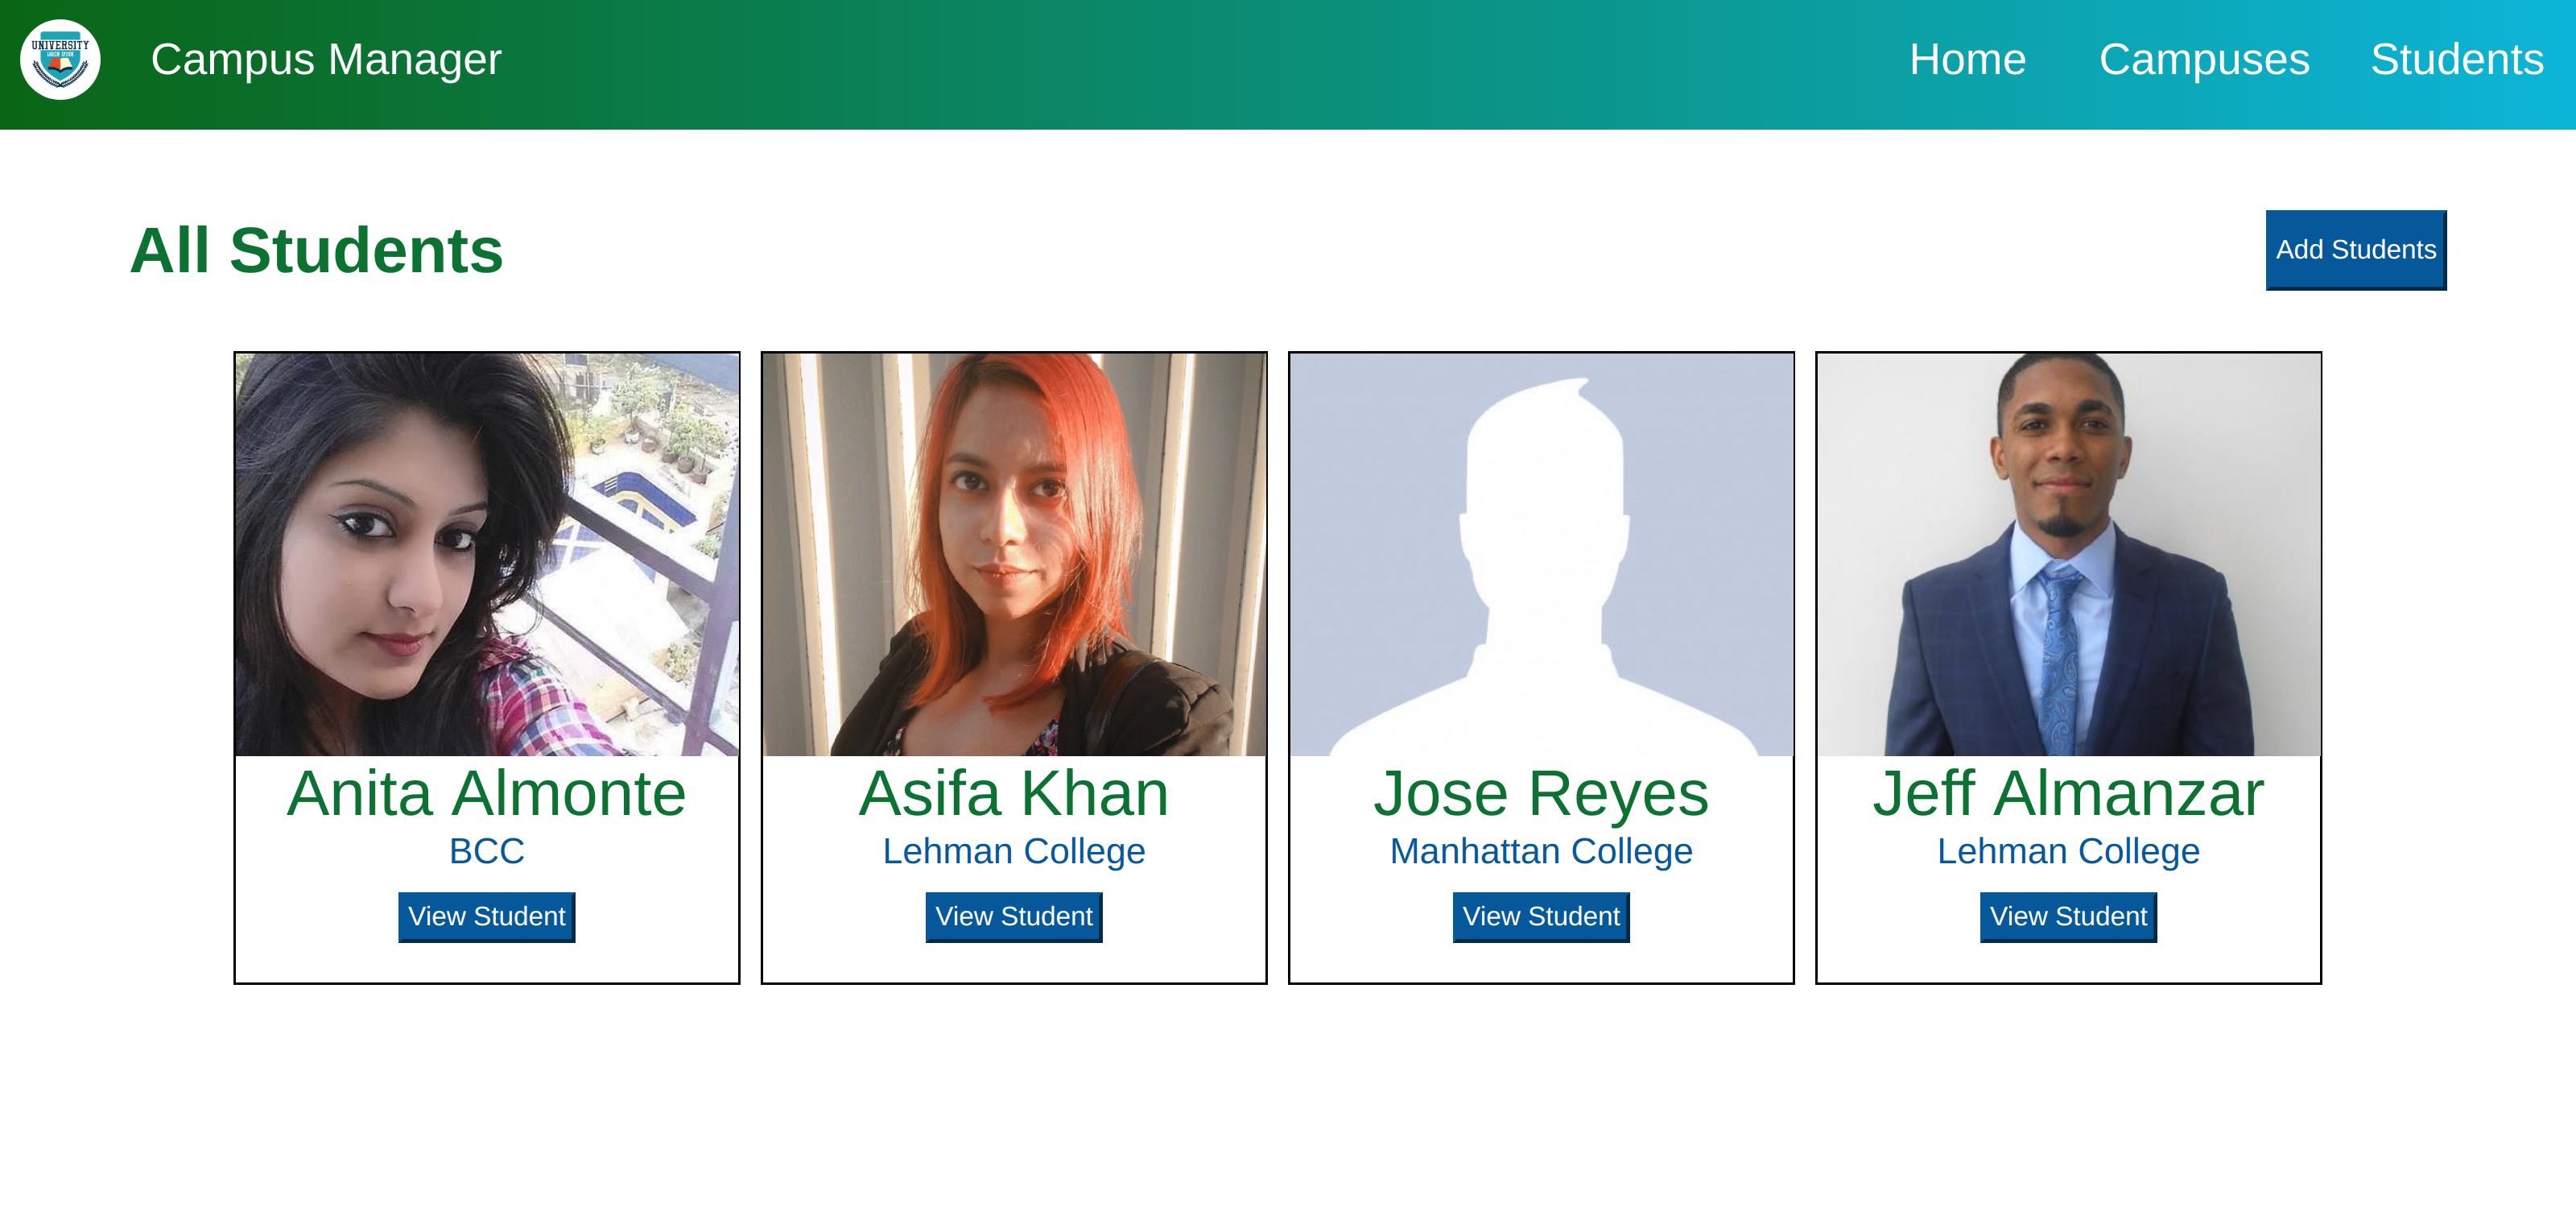 UNIVERSITY
Campus Manager
Home
Campuses
Students
All Students
Add Students
Anita Almonte
BCC
View Student
Asifa Khan
Lehman College
View Student
Jose Reyes
Manhattan College
View Student
Jeff Almanzar
Lehman College
View Student